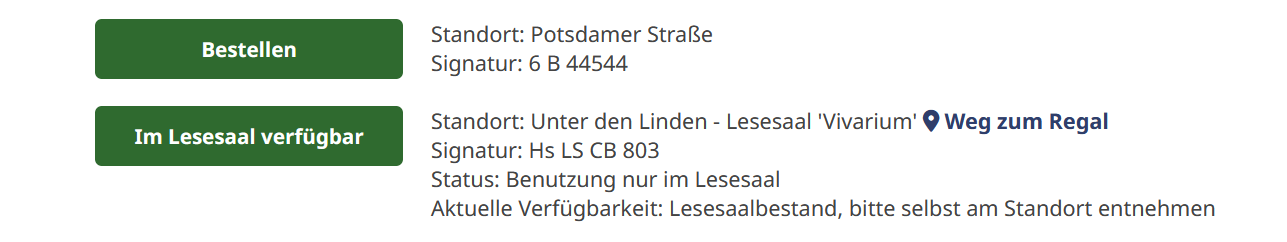 Bestellen
Standort: Potsdamer Straße
Signatur: 6 B 44544
Im Lesesaal verfügbar
Standort: Unter den Linden - Lesesaal 'Vivarium' Weg zum Regal
Signatur: Hs LS CB 803
Status: Benutzung nur im Lesesaal
Aktuelle Verfügbarkeit: Lesesaalbestand, bitte selbst am Standort entnehmen